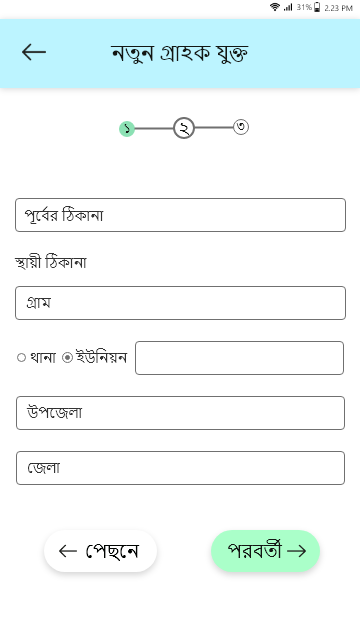 31% 2.23 PM
নতুন গ্রাহক যুক্ত
১ ২ ৩
পূর্বের ঠিকানা
স্থায়ী ঠিকানা
গ্রাম
থানা ইউনিয়ন
উপজেলা
জেলা
পেছনে পরবর্তী